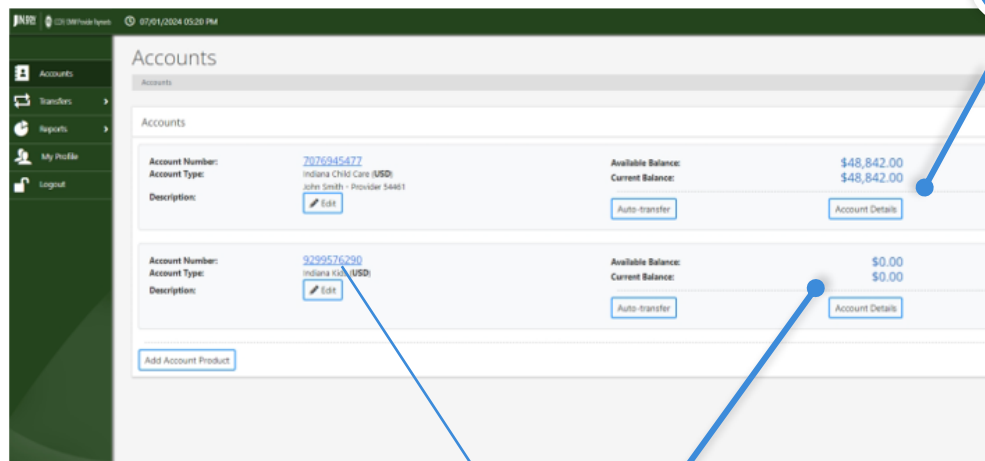 07/01/2024 05:20 PM
Accounts
Accounts
Accounts
Transfers
Reports
My Profile
Logout
Accounts
Account Number: 7076945477 Available Balance: $48,842.00
Account Type: Indiana Child Care (USD) Current Balance: $48,842.00
John Smith - Provider 54461
Description: Edit Auto-transfer Account Details
Account Number: 9299576290 Available Balance: $0.00
Account Type: Indiana Kids (USD) Current Balance: $0.00
Description: Edit Auto-transfer Account Details
Add Account Product